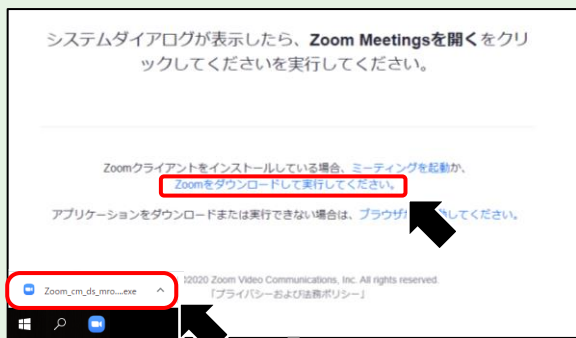 システムダイアログが表示したら、Zoom Meetingsを開くをクリ
ックしてくださいを実行してください。
Zoomクライアントをインストールしている場合、ミーティングを起動か、
Zoomをダウンロードして実行してください。
アプリケーションをダウンロードまたは実行できない場合は、ブラウザ してください。
2020 Zoom Video Communications, Inc. All rights reserved.
「プライバシーおよび法務ポリシー」
Zoom_cm_ds_mro....exe